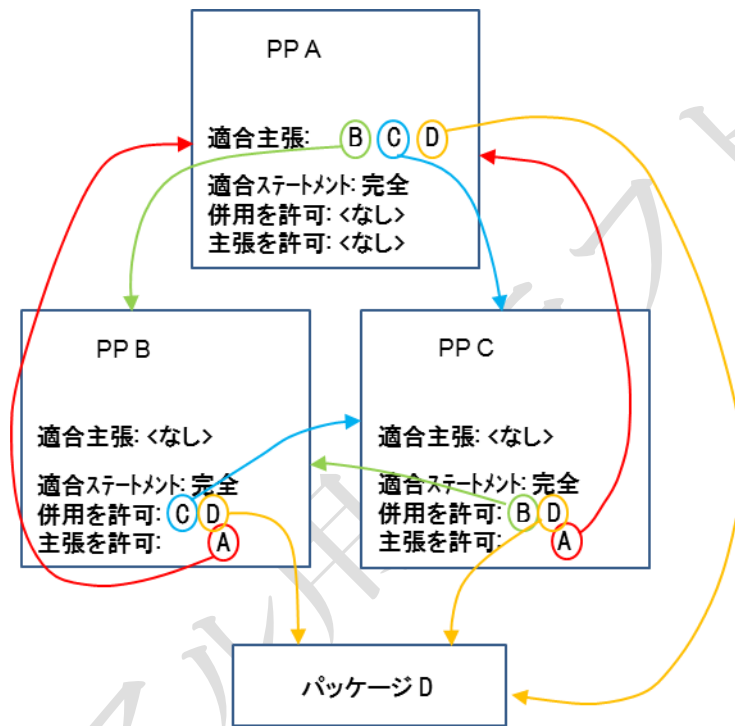 PP A
適合主張: B C D
適合ステートメント: 完全
併用を許可: <なし>
主張を許可: <なし>
PP B
適合主張: <なし>
適合ステートメント: 完全
併用を許可: C D
主張を許可: A
PP C
適合主張: <なし>
適合ステートメント: 完全
併用を許可: B D
主張を許可: A
パッケージ D